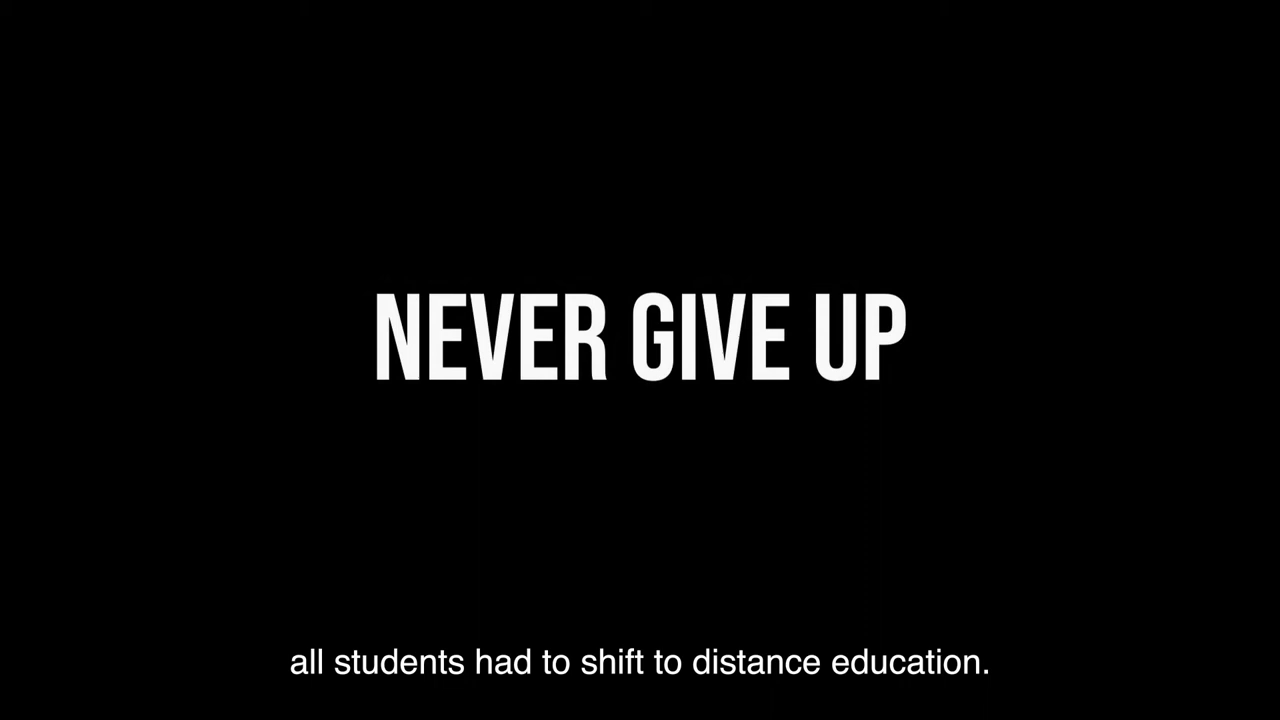 NEVER GIVE UP
all students had to shift to distance education.